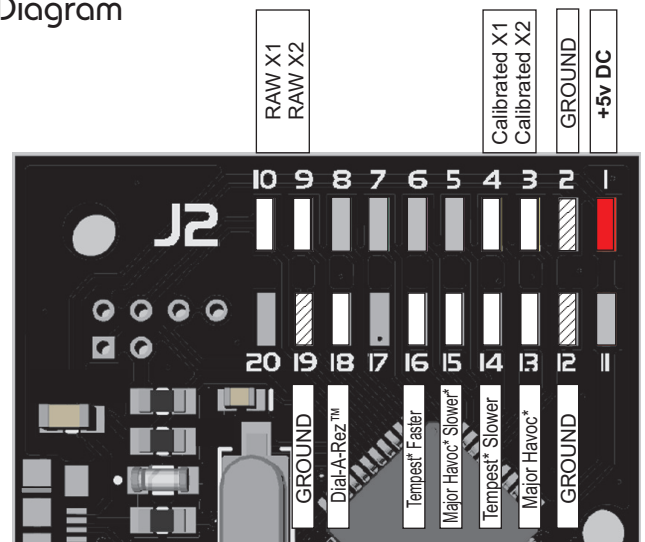 Diagram
RAW X1
RAW X2
Calibrated X1
Calibrated X2
GROUND
+5v DC
10 9 8 7 6 5 4 3 2 1
J2
20 19 18 17 16 15 14 13 12 11
GROUND
Dial-A-Rez™
Tempest* Faster
Major Havoc* Slower*
Tempest* Slower
Major Havoc*
GROUND